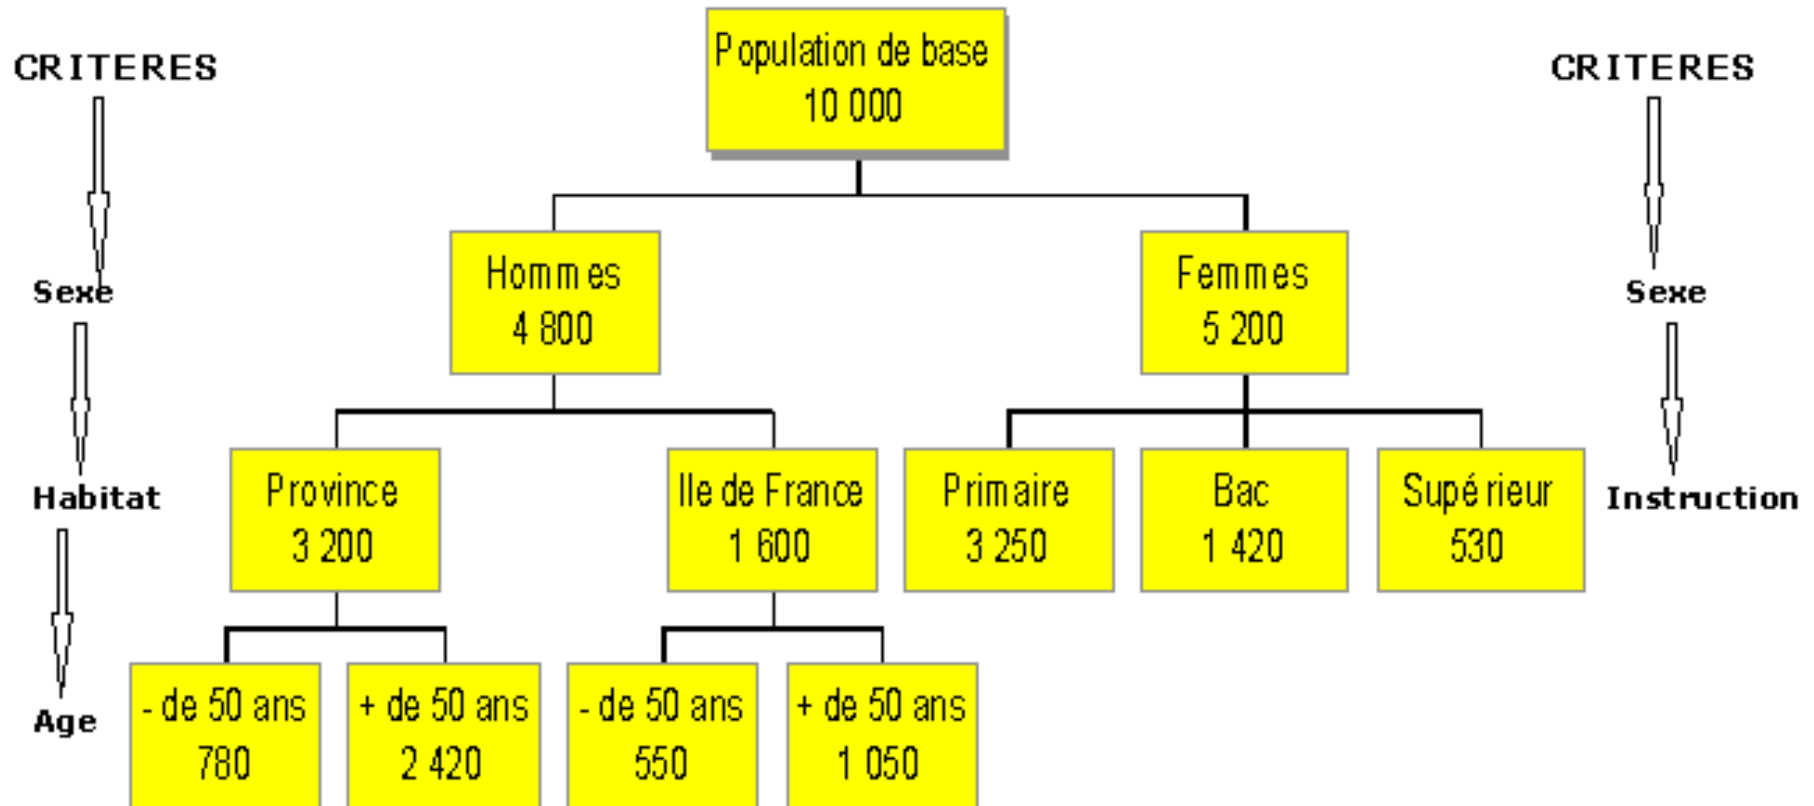 Population de base
10 000
CRITERES
CRITERES
Hommes
4 800
Femmes
5 200
Sexe
Sexe
Province
3 200
Ile de France
1 600
Primaire
3 250
Bac
1 420
Supérieur
530
Habitat
Instruction
- de 50 ans
780
+ de 50 ans
2 420
- de 50 ans
550
+ de 50 ans
1 050
Age